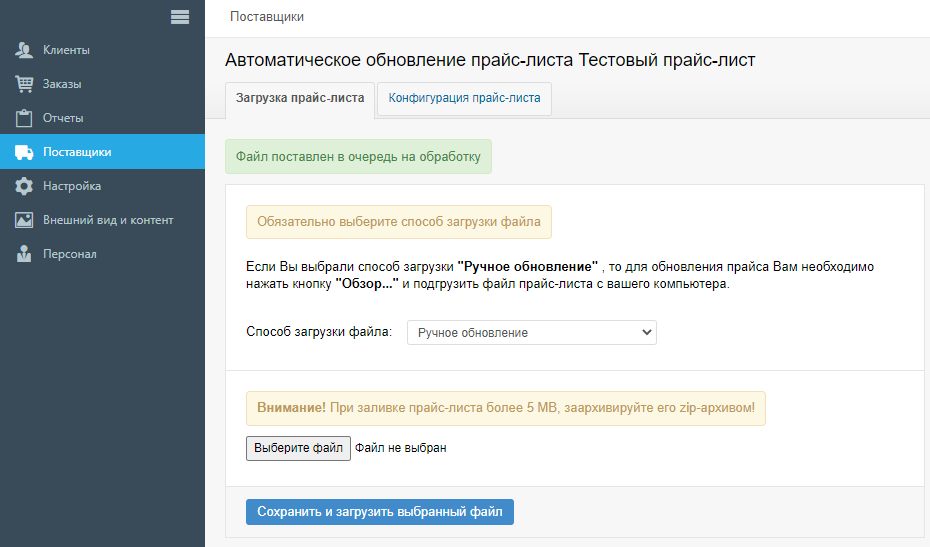 Клиенты
Заказы
Отчеты
Поставщики
Настройка
Внешний вид и контент
Персонал
Поставщики
Автоматическое обновление прайс-листа Тестовый прайс-лист
Загрузка прайс-листа
Конфигурация прайс-листа
Файл поставлен в очередь на обработку
Обязательно выберите способ загрузки файла
Если Вы выбрали способ загрузки "Ручное обновление" , то для обновления прайса Вам необходимо
нажать кнопку "Обзор..." и подгрузить файл прайс-листа с вашего компьютера.
Способ загрузки файла: Ручное обновление
Внимание! При заливке прайс-листа более 5 MB, заархивируйте его zip-архивом!
Выберите файл Файл не выбран
Сохранить и загрузить выбранный файл